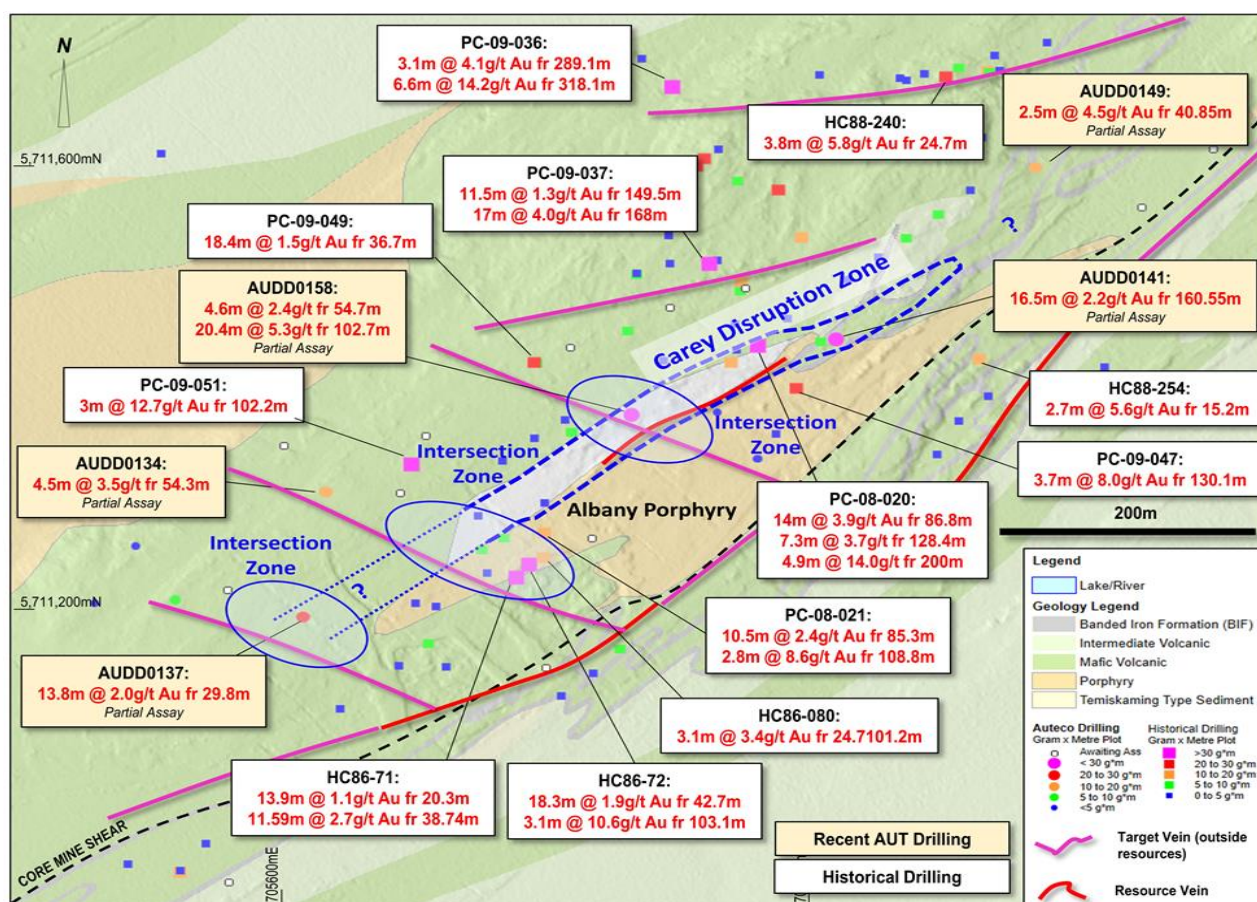 N
PC-09-036:
3.1m @ 4.1g/t Au fr 289.1m
6.6m @ 14.2g/t Au fr 318.1m
HC88-240:
3.8m @ 5.8g/t Au fr 24.7m
AUDD0149:
2.5m @ 4.5g/t Au fr 40.85m
Partial Assay
5,711,600mN
PC-09-037:
11.5m @ 1.3g/t Au fr 149.5m
17m @ 4.0g/t Au fr 168m
PC-09-049:
18.4m @ 1.5g/t Au fr 36.7m
?
AUDD0158:
4.6m @ 2.4g/t fr 54.7m
20.4m @ 5.3g/t fr 102.7m
Partial Assay
Carey Disruption Zone
AUDD0141:
16.5m @ 2.2g/t Au fr 160.55m
PC-09-051:
3m @ 12.7g/t Au fr 102.2m
HC88-254:
2.7m @ 5.6g/t Au fr 15.2m
Intersection
Zone
Intersection
Zone
AUDD0134:
4.5m @ 3.5g/t fr 54.3m
Partial Assay
PC-09-047:
3.7m @ 8.0g/t Au fr 130.1m
PC-08-020:
14m @ 3.9g/t Au fr 86.8m
7.3m @ 3.7g/t fr 128.4m
4.9m @ 14.0g/t fr 200m
Albany Porphyry
200m
Intersection
Zone
?
5,711,200mN
PC-08-021:
10.5m @ 2.4g/t Au fr 85.3m
2.8m @ 8.6g/t Au fr 108.8m
AUDD0137:
13.8m @ 2.0g/t Au fr 29.8m
Partial Assay
HC86-080:
3.1m @ 3.4g/t Au fr 24.7101.2m
HC86-71:
13.9m @ 1.1g/t Au fr 20.3m
11.59m @ 2.7g/t Au fr 38.74m
HC86-72:
18.3m @ 1.9g/t Au fr 42.7m
3.1m @ 10.6g/t Au fr 103.1m
CORE MINE SHEAR
705600mE
Recent AUT Drilling
Historical Drilling
Legend
Lake/River
Geology Legend
Banded Iron Formation (BIF)
Intermediate Volcanic
Mafic Volcanic
Porphyry
Temiskaming Type Sediment
Auteco Drilling
Gram x Metre Plot
Awaiting Ass
< 30 g*m
20 to 30 g*m
10 to 20 g*m
5 to 10 g*m
<5 g*m
Historical Drilling
Gram x Metre Plot
>30 g*m
20 to 30 g*m
10 to 20 g*m
5 to 10 g*m
0 to 5 g*m
Target Vein (outside
resources)
Resource Vein